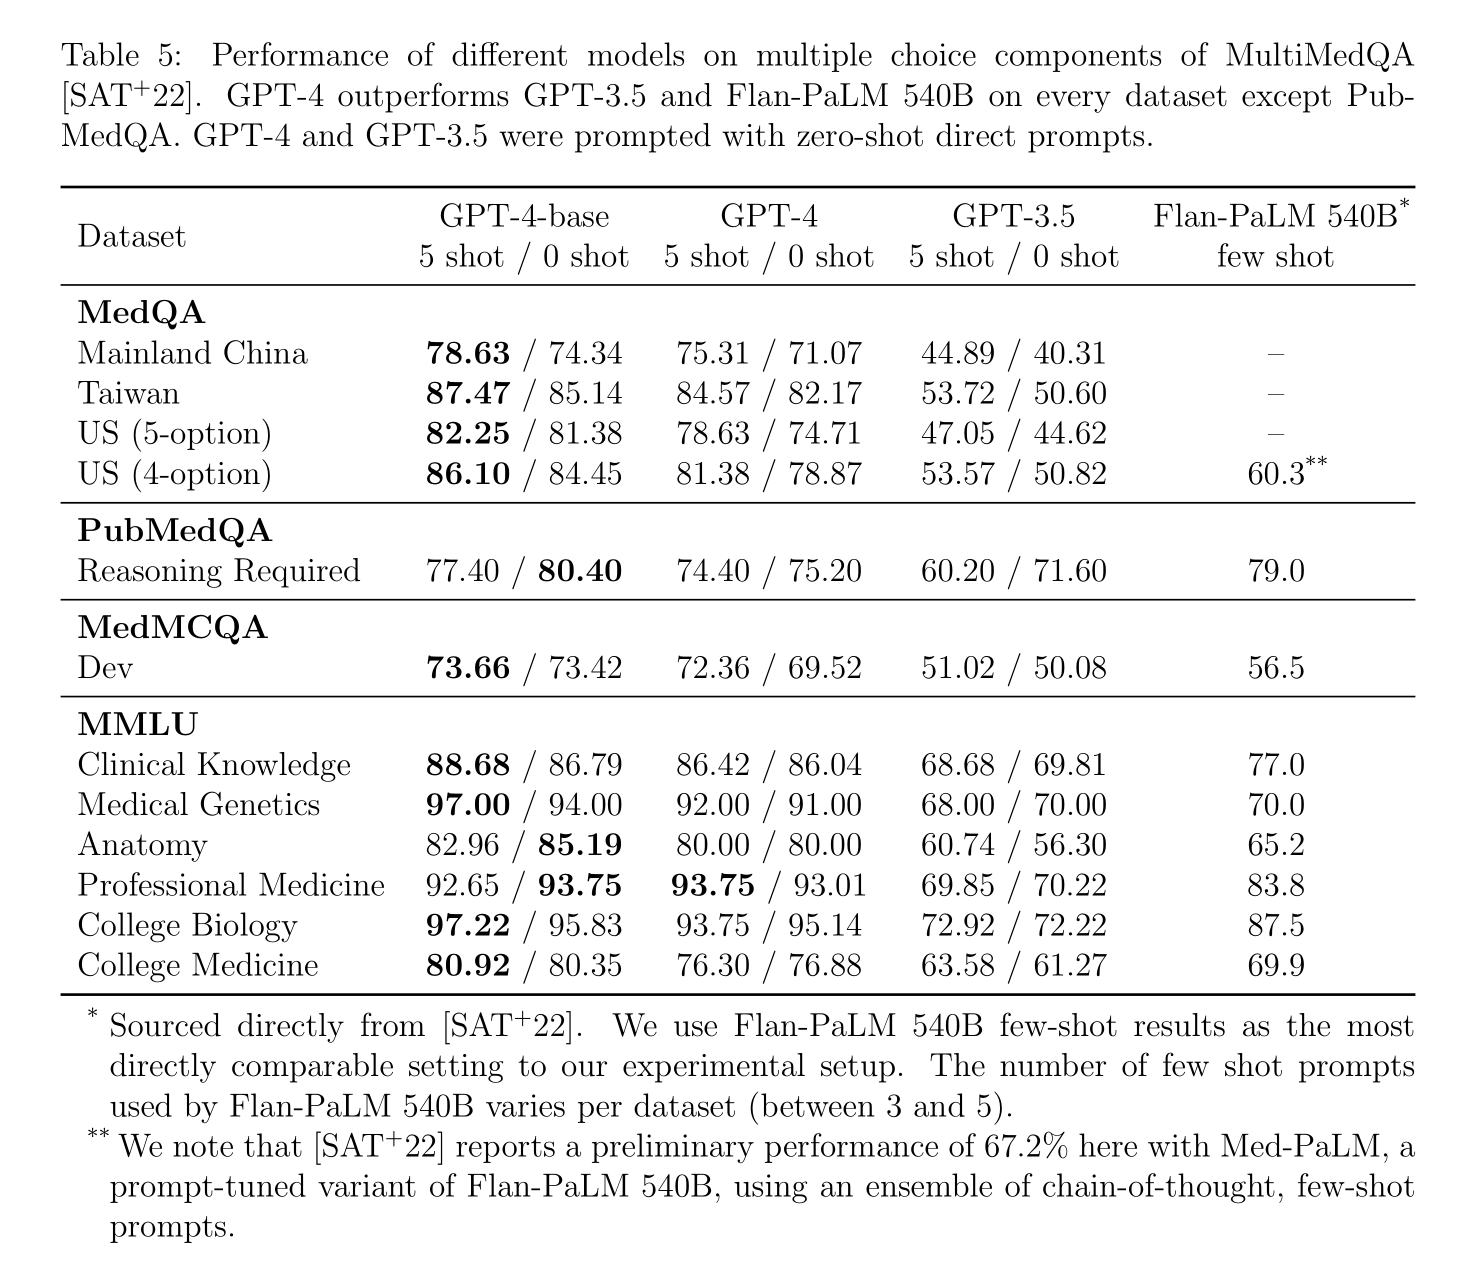 Table 5: Performance of different models on multiple choice components of MultiMedQA
[SAT+22]. GPT-4 outperforms GPT-3.5 and Flan-PaLM 540B on every dataset except Pub-
MedQA. GPT-4 and GPT-3.5 were prompted with zero-shot direct prompts.
Dataset GPT-4-base GPT-4 GPT-3.5 Flan-PaLM 540B*
5 shot / 0 shot 5 shot / 0 shot 5 shot / 0 shot few shot
MedQA
Mainland China 78.63 / 74.34 75.31 / 71.07 44.89 / 40.31 –
Taiwan 87.47 / 85.14 84.57 / 82.17 53.72 / 50.60 –
US (5-option) 82.25 / 81.38 78.63 / 74.71 47.05 / 44.62 –
US (4-option) 86.10 / 84.45 81.38 / 78.87 53.57 / 50.82 60.3**
PubMedQA
Reasoning Required 77.40 / 80.40 74.40 / 75.20 60.20 / 71.60 79.0
MedMCQA
Dev 73.66 / 73.42 72.36 / 69.52 51.02 / 50.08 56.5
MMLU
Clinical Knowledge 88.68 / 86.79 86.42 / 86.04 68.68 / 69.81 77.0
Medical Genetics 97.00 / 94.00 92.00 / 91.00 68.00 / 70.00 70.0
Anatomy 82.96 / 85.19 80.00 / 80.00 60.74 / 56.30 65.2
Professional Medicine 92.65 / 93.75 93.75 / 93.01 69.85 / 70.22 83.8
College Biology 97.22 / 95.83 93.75 / 95.14 72.92 / 72.22 87.5
College Medicine 80.92 / 80.35 76.30 / 76.88 63.58 / 61.27 69.9
* Sourced directly from [SAT+22]. We use Flan-PaLM 540B few-shot results as the most
directly comparable setting to our experimental setup. The number of few shot prompts
used by Flan-PaLM 540B varies per dataset (between 3 and 5).
** We note that [SAT+22] reports a preliminary performance of 67.2% here with Med-PaLM, a
prompt-tuned variant of Flan-PaLM 540B, using an ensemble of chain-of-thought, few-shot
prompts.